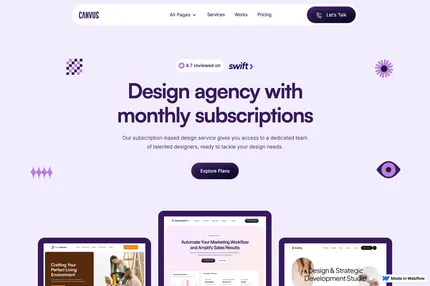 CANVUS
All Pages
Services
Works
Pricing
Let's Talk
4.7 reviewed on
swift
Design agency with
monthly subscriptions
Our subscription-based design service gives you access to a dedicated team
of talented designers, ready to tackle your design needs.
Explore Plans
Crafting Your
Perfect Living
Environment
Automate Your Marketing Workflow
and Amplify Sales Results
A Design & Strategic
Development Studio
Made in Webflow